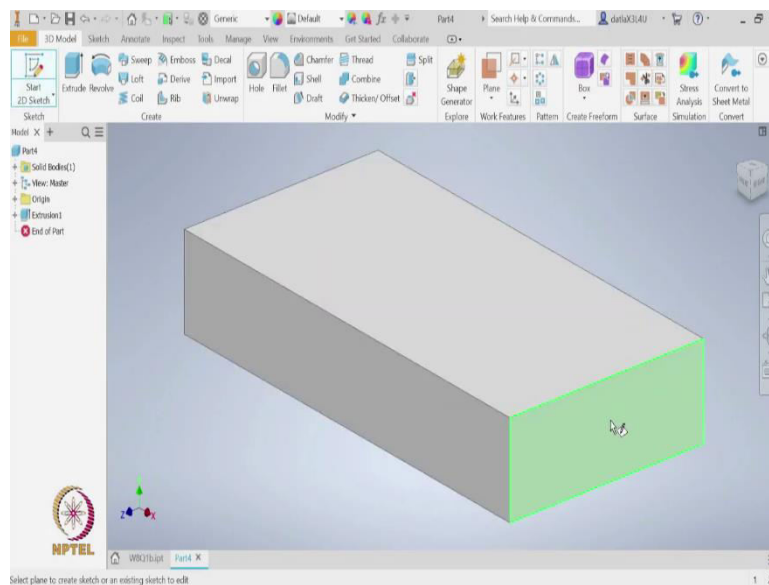 Generic Default fx Part4 Search Help & Commands... datlaX3L4U
File 3D Model Sketch Annotate Inspect Tools Manage View Environments Get Started Collaborate
Start 2D Sketch
Extrude Revolve
Sweep Emboss Decal
Loft Derive Import
Coil Rib Unwrap
Hole Fillet
Chamfer Thread Split
Shell Combine
Draft Thicken/ Offset
Shape Generator
Plane
Box
Stress Analysis
Convert to Sheet Metal
Sketch Create Modify Explore Work Features Pattern Create Freeform Surface Simulation Convert
Model X +
Part4
Solid Bodies(1)
View: Master
Origin
Extrusion1
End of Part
Y
Z X
NPTEL
Part4 X
Select plane to create sketch or an existing sketch to edit 1